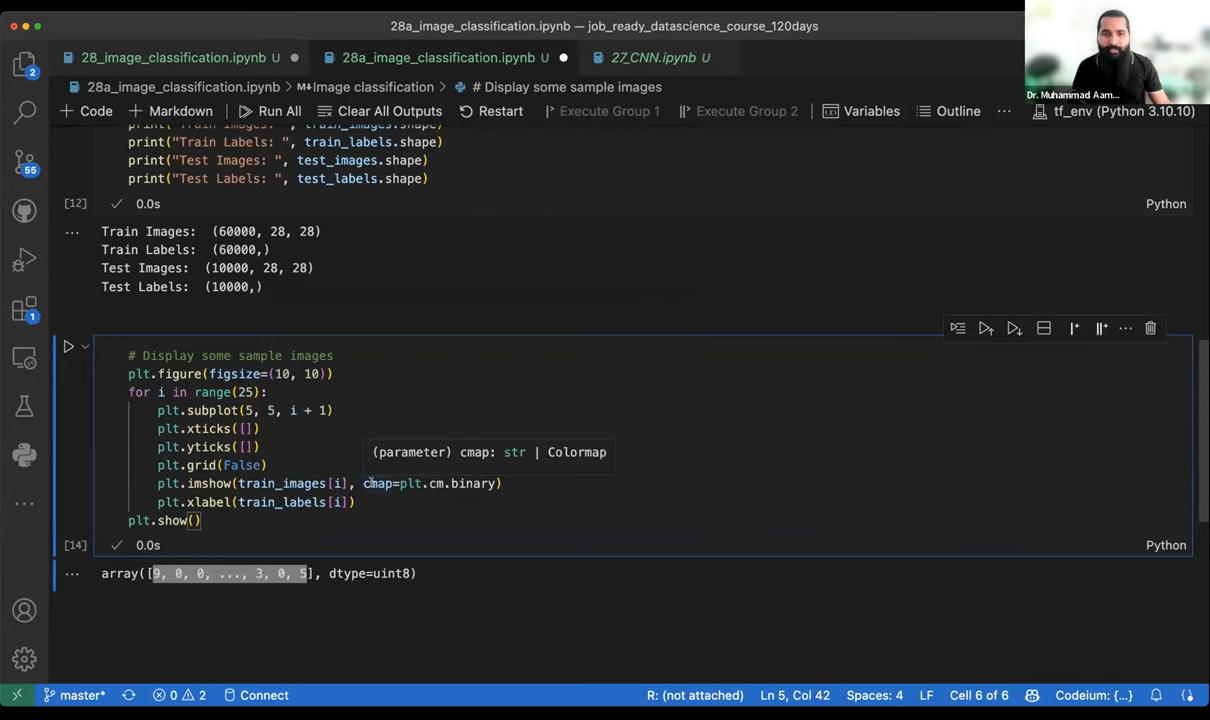 28a_image_classification.ipynb — job_ready_datascience_course_120days
28_image_classification.ipynb U
28a_image_classification.ipynb U
27_CNN.ipynb U
28a_image_classification.ipynb > M↓Image classification > # Display some sample images
+ Code + Markdown Run All Clear All Outputs Restart Execute Group 1 Execute Group 2 Variables Outline ...
Dr. Muhammad Aam...
tf_env (Python 3.10.10)
2
55
1
print("Train Images: ", train_images.shape)
print("Train Labels: ", train_labels.shape)
print("Test Images: ", test_images.shape)
print("Test Labels: ", test_labels.shape)
[12] 0.0s Python
... Train Images:  (60000, 28, 28)
Train Labels:  (60000,)
Test Images:  (10000, 28, 28)
Test Labels:  (10000,)
# Display some sample images
plt.figure(figsize=(10, 10))
for i in range(25):
plt.subplot(5, 5, i + 1)
plt.xticks([])
plt.yticks([])
(parameter) cmap: str | Colormap
plt.grid(False)
plt.imshow(train_images[i], cmap=plt.cm.binary)
plt.xlabel(train_labels[i])
plt.show()
[14] 0.0s Python
... array([9, 0, 0, ..., 3, 0, 5], dtype=uint8)
master* 0 2 Connect R: (not attached) Ln 5, Col 42 Spaces: 4 LF Cell 6 of 6 Codeium: {...}